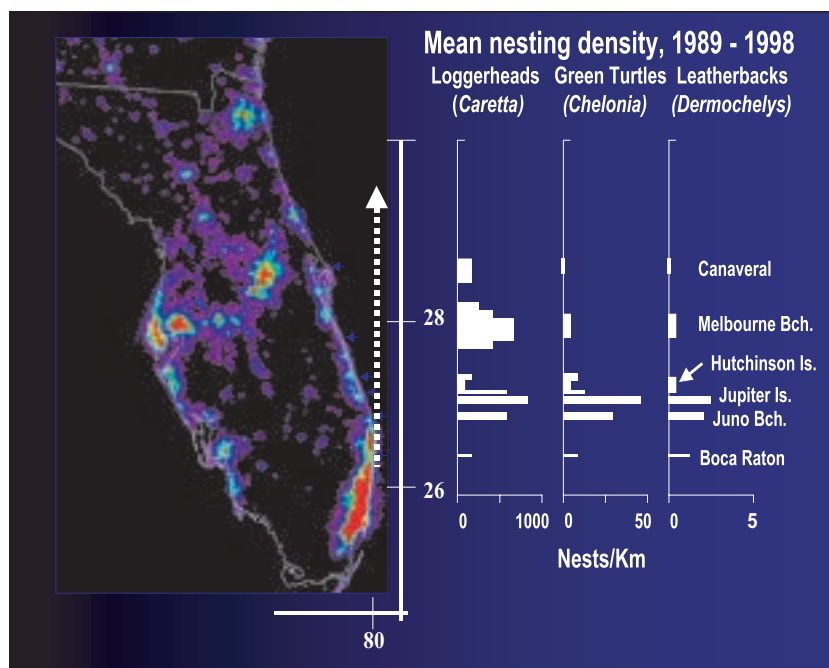 Mean nesting density, 1989 - 1998
Loggerheads Green Turtles Leatherbacks
(Caretta) (Chelonia) (Dermochelys)
Canaveral
28
Melbourne Bch.
Hutchinson Is.
Jupiter Is.
Juno Bch.
Boca Raton
26
0 1000 0 50 0 5
Nests/Km
80